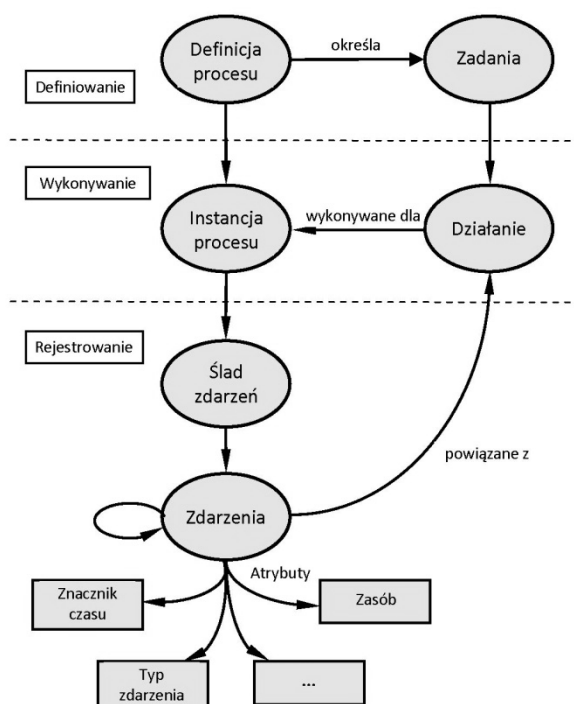 Definicja
procesu
określa
Zadania
Definiowanie
Wykonywanie
Instancja
procesu
wykonywane dla
Działanie
Rejestrowanie
Ślad
zdarzeń
powiązane z
Zdarzenia
Atrybuty
Znacznik
czasu
Zasób
Typ
zdarzenia
...